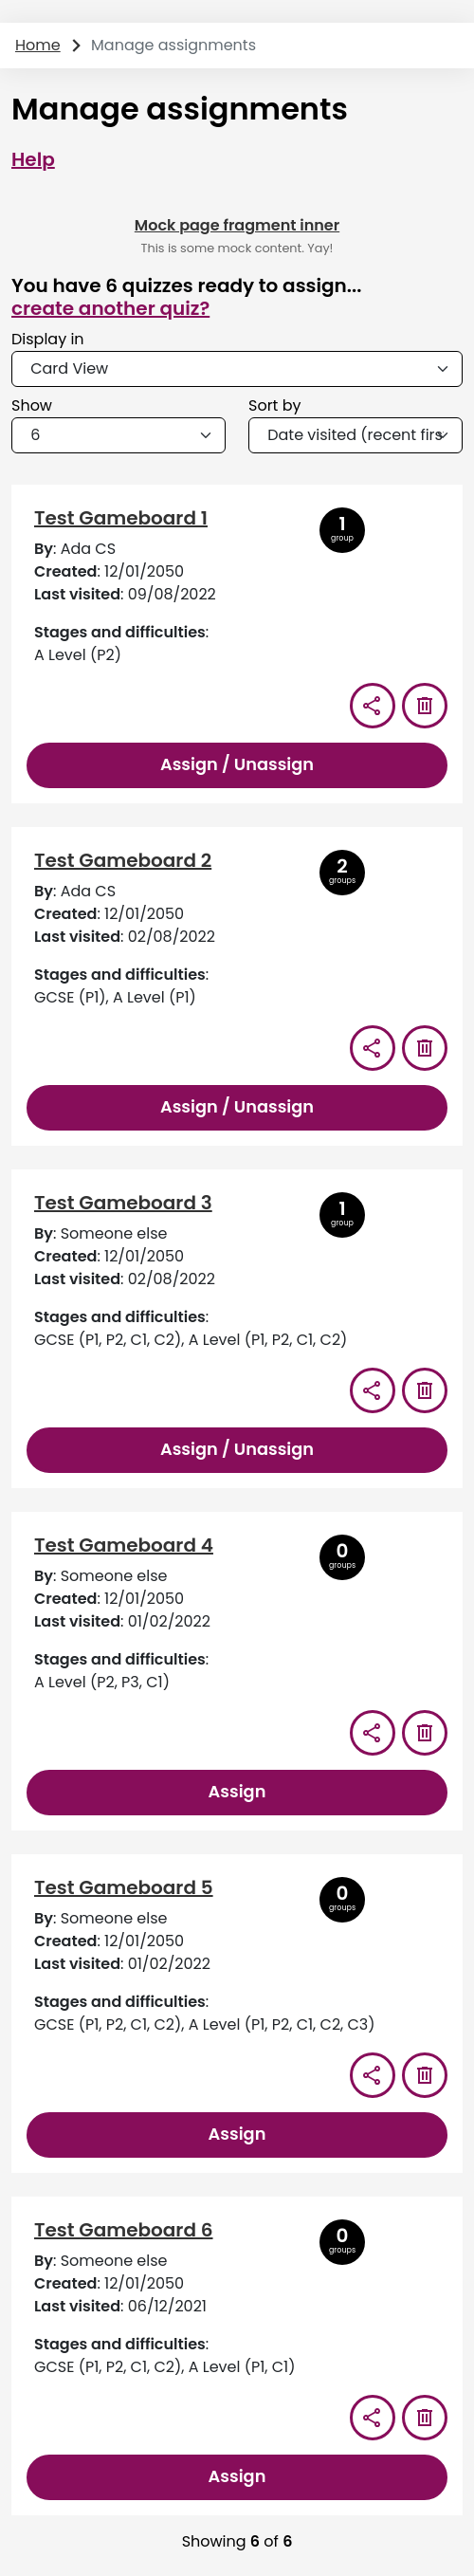 Home > Manage assignments
Manage assignments
Help
Mock page fragment inner
This is some mock content. Yay!
You have 6 quizzes ready to assign...
create another quiz?
Display in
Card View
Show
Sort by
6
Date visited (recent firs
Test Gameboard 1
1
group
By: Ada CS
Created: 12/01/2050
Last visited: 09/08/2022
Stages and difficulties:
A Level (P2)
Assign / Unassign
Test Gameboard 2
2
groups
By: Ada CS
Created: 12/01/2050
Last visited: 02/08/2022
Stages and difficulties:
GCSE (P1), A Level (P1)
Assign / Unassign
Test Gameboard 3
1
group
By: Someone else
Created: 12/01/2050
Last visited: 02/08/2022
Stages and difficulties:
GCSE (P1, P2, C1, C2), A Level (P1, P2, C1, C2)
Assign / Unassign
Test Gameboard 4
0
groups
By: Someone else
Created: 12/01/2050
Last visited: 01/02/2022
Stages and difficulties:
A Level (P2, P3, C1)
Assign
Test Gameboard 5
0
groups
By: Someone else
Created: 12/01/2050
Last visited: 01/02/2022
Stages and difficulties:
GCSE (P1, P2, C1, C2), A Level (P1, P2, C1, C2, C3)
Assign
Test Gameboard 6
0
groups
By: Someone else
Created: 12/01/2050
Last visited: 06/12/2021
Stages and difficulties:
GCSE (P1, P2, C1, C2), A Level (P1, C1)
Assign
Showing 6 of 6